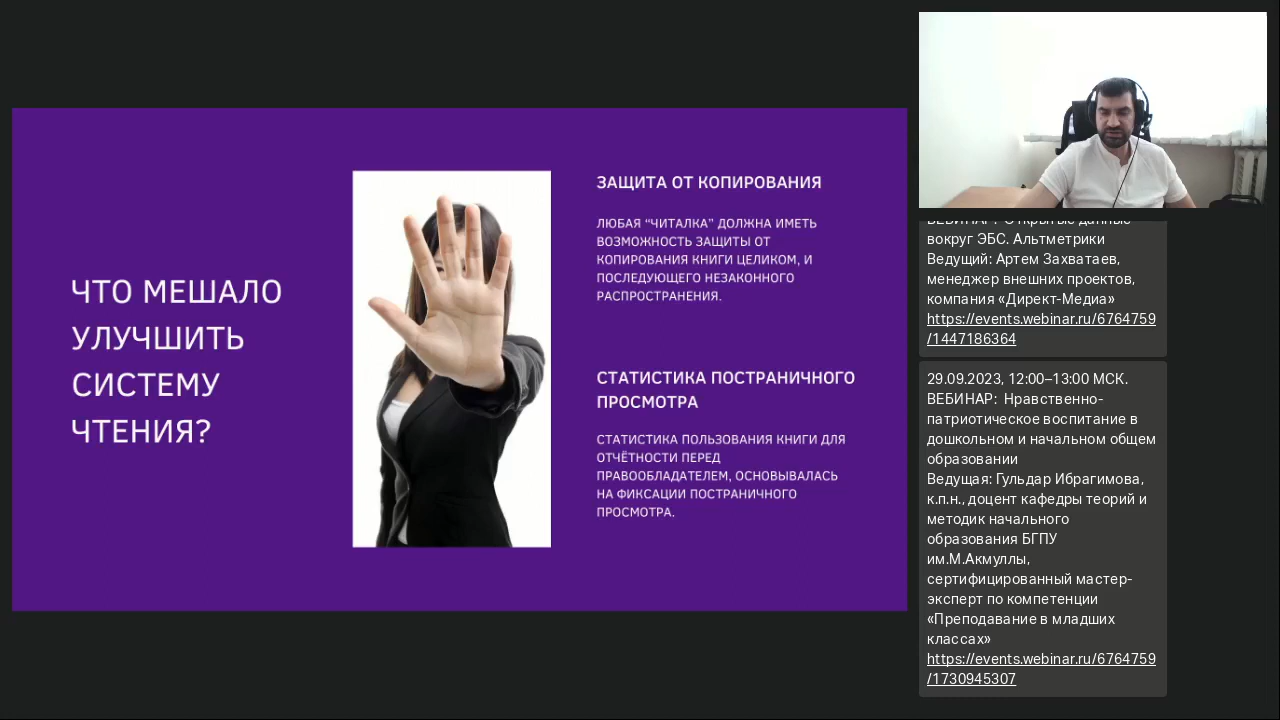 ЧТО МЕШАЛО
УЛУЧШИТЬ
СИСТЕМУ
ЧТЕНИЯ?
ЗАЩИТА ОТ КОПИРОВАНИЯ
ЛЮБАЯ “ЧИТАЛКА” ДОЛЖНА ИМЕТЬ
ВОЗМОЖНОСТЬ ЗАЩИТЫ ОТ
КОПИРОВАНИЯ КНИГИ ЦЕЛИКОМ, И
ПОСЛЕДУЮЩЕГО НЕЗАКОННОГО
РАСПРОСТРАНЕНИЯ.
СТАТИСТИКА ПОСТРАНИЧНОГО
ПРОСМОТРА
СТАТИСТИКА ПОЛЬЗОВАНИЯ КНИГИ ДЛЯ
ОТЧЁТНОСТИ ПЕРЕД
ПРАВООБЛАДАТЕЛЕМ, ОСНОВЫВАЛАСЬ
НА ФИКСАЦИИ ПОСТРАНИЧНОГО
ПРОСМОТРА.
ВЕБИНАР: Открытые данные
вокруг ЭБС. Альтметрики
Ведущий: Артем Захватаев,
менеджер внешних проектов,
компания «Директ-Медиа»
https://events.webinar.ru/6764759
/1447186364
29.09.2023, 12:00–13:00 МСК.
ВЕБИНАР: Нравственно-
патриотическое воспитание в
дошкольном и начальном общем
образовании
Ведущая: Гульдар Ибрагимова,
к.п.н., доцент кафедры теорий и
методик начального
образования БГПУ
им.М.Акмуллы,
сертифицированный мастер-
эксперт по компетенции
«Преподавание в младших
классах»
https://events.webinar.ru/6764759
/1730945307